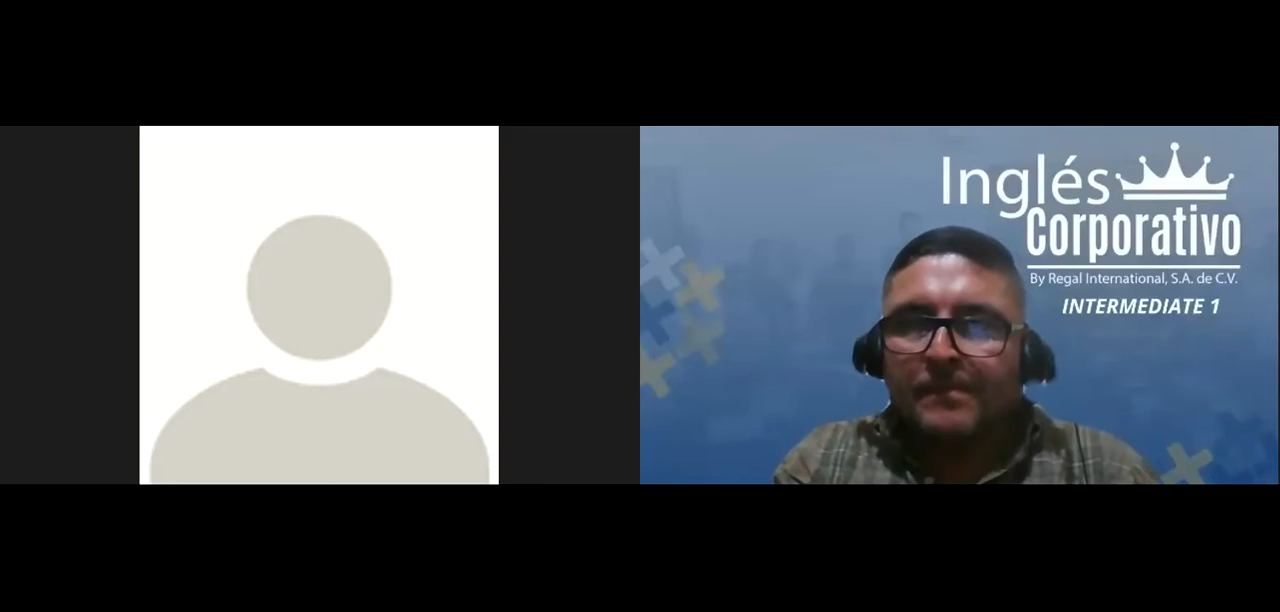 Inglés
Corporativo
By Regal International, S.A. de C.V.
INTERMEDIATE 1